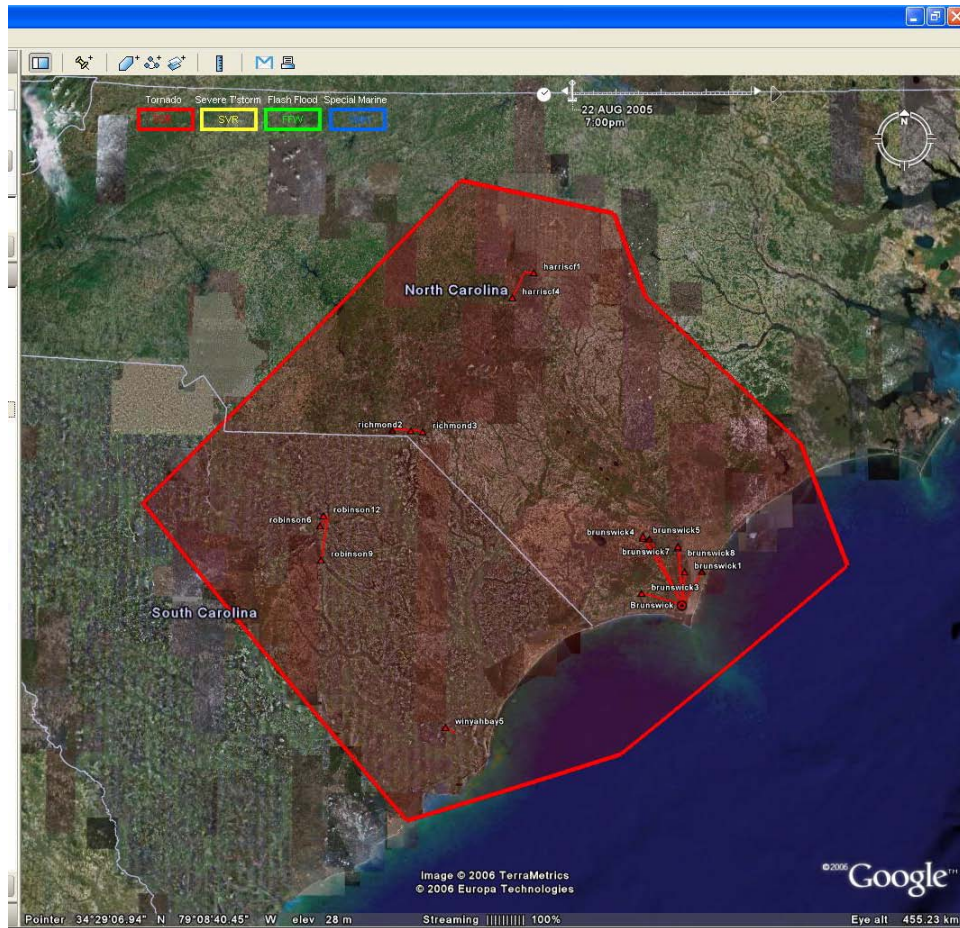 Tornado Severe T'storm Flash Flood Special Marine
SVR FFW
22 AUG 2005
7:00pm
N
harriscf1
North Carolina
harriscf4
richmond2 richmond3
robinson12
robinson6
robinson9
brunswick4 brunswick5
brunswick7 brunswick8
brunswick1
brunswick3
Brunswick
South Carolina
winyahbay5
Image © 2006 TerraMetrics
© 2006 Europa Technologies
©2006 Google™
Pointer 34°29'06.94" N 79°08'40.45" W elev 28 m Streaming |||||||||| 100% Eye alt 455.23 km